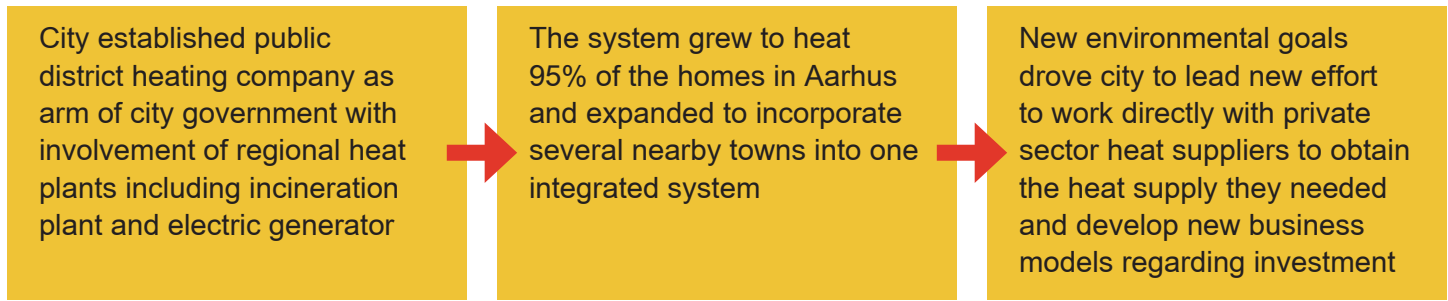 City established public
district heating company as
arm of city government with
involvement of regional heat
plants including incineration
plant and electric generator
The system grew to heat
95% of the homes in Aarhus
and expanded to incorporate
several nearby towns into one
integrated system
New environmental goals
drove city to lead new effort
to work directly with private
sector heat suppliers to obtain
the heat supply they needed
and develop new business
models regarding investment